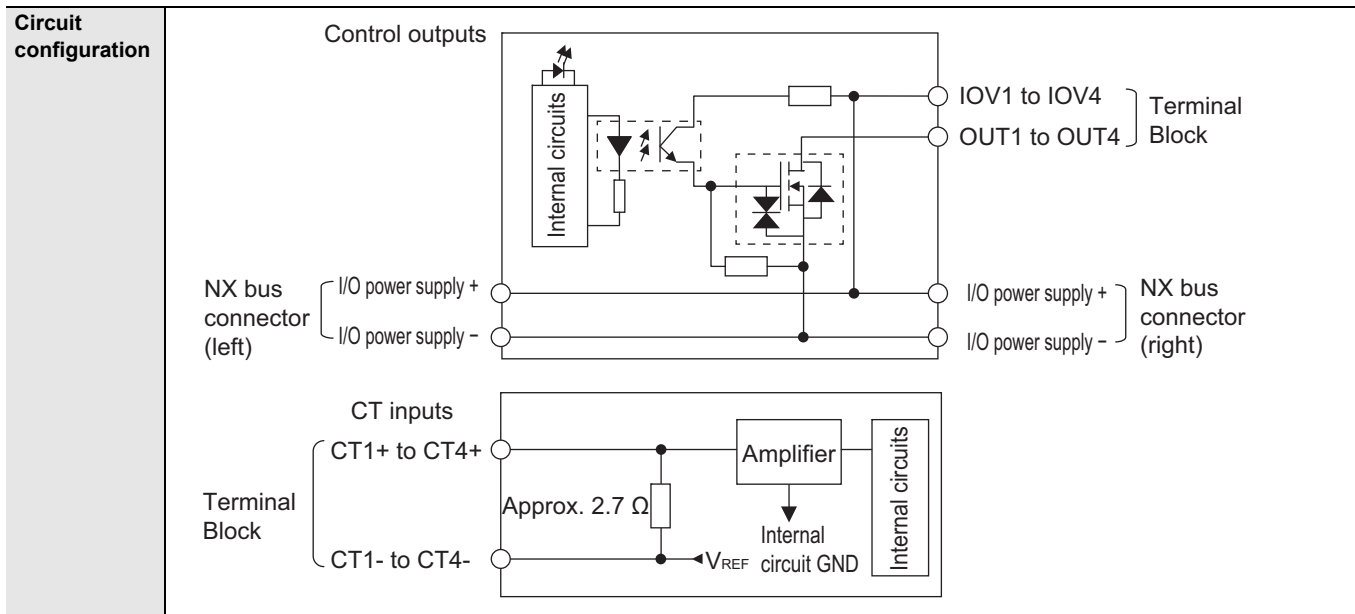 Circuit
configuration
Control outputs
Internal circuits
IOV1 to IOV4
OUT1 to OUT4
Terminal
Block
NX bus
connector
(left)
I/O power supply +
I/O power supply −
I/O power supply +
I/O power supply −
NX bus
connector
(right)
CT inputs
CT1+ to CT4+
Terminal
Block
CT1- to CT4-
Approx. 2.7 Ω
Amplifier
Internal
circuit GND
VREF
Internal circuits